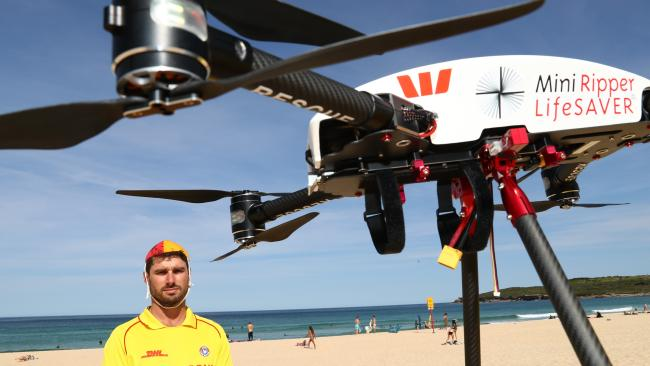 Mini Ripper
LifeSAVER
RESCUE
DHL